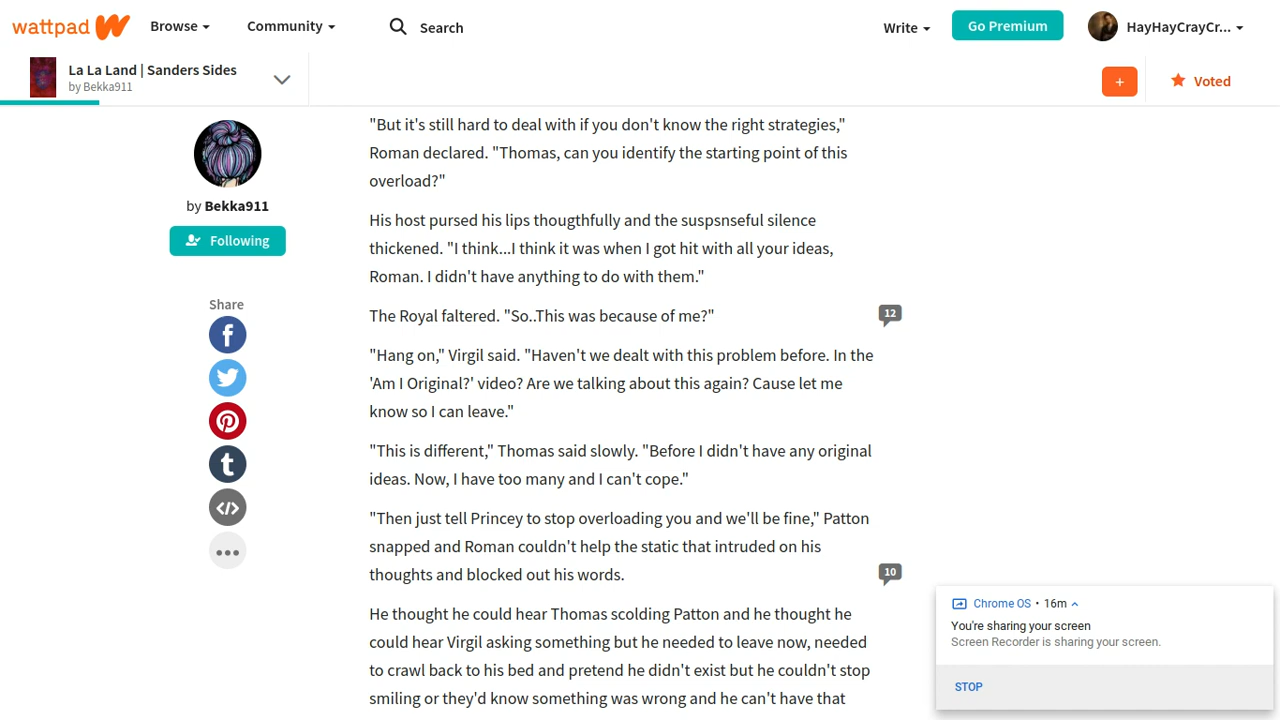 wattpad
Browse
Community
Search
Write
Go Premium
HayHayCrayCr...
La La Land | Sanders Sides
by Bekka911
+
Voted
by Bekka911
Following
Share
"But it's still hard to deal with if you don't know the right strategies,"
Roman declared. "Thomas, can you identify the starting point of this
overload?"
His host pursed his lips thougthfully and the suspsnseful silence
thickened. "I think...I think it was when I got hit with all your ideas,
Roman. I didn't have anything to do with them."
The Royal faltered. "So..This was because of me?"
12
"Hang on," Virgil said. "Haven't we dealt with this problem before. In the
'Am I Original?' video? Are we talking about this again? Cause let me
know so I can leave."
"This is different," Thomas said slowly. "Before I didn't have any original
ideas. Now, I have too many and I can't cope."
"Then just tell Princey to stop overloading you and we'll be fine," Patton
snapped and Roman couldn't help the static that intruded on his
thoughts and blocked out his words.
10
He thought he could hear Thomas scolding Patton and he thought he
could hear Virgil asking something but he needed to leave now, needed
to crawl back to his bed and pretend he didn't exist but he couldn't stop
smiling or they'd know something was wrong and he can't have that
Chrome OS • 16m
You're sharing your screen
Screen Recorder is sharing your screen.
STOP